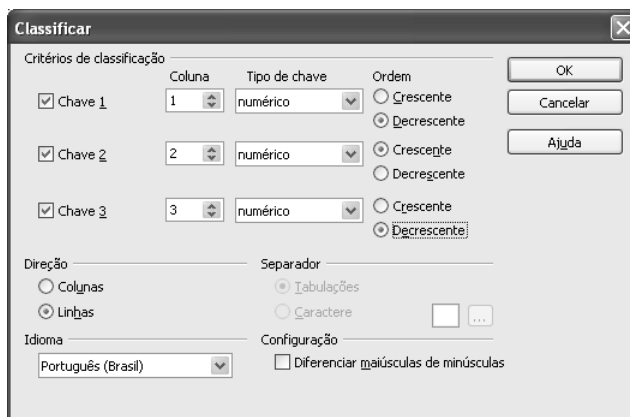 Classificar
Critérios de classificação
Coluna Tipo de chave Ordem
Chave 1 1 numérico Crescente
Decrescente
Chave 2 2 numérico Crescente
Decrescente
Chave 3 3 numérico Crescente
Decrescente
OK
Cancelar
Ajuda
Direção
Colunas
Linhas
Separador
Tabulações
Caractere ...
Idioma
Português (Brasil)
Configuração
Diferenciar maiúsculas de minúsculas